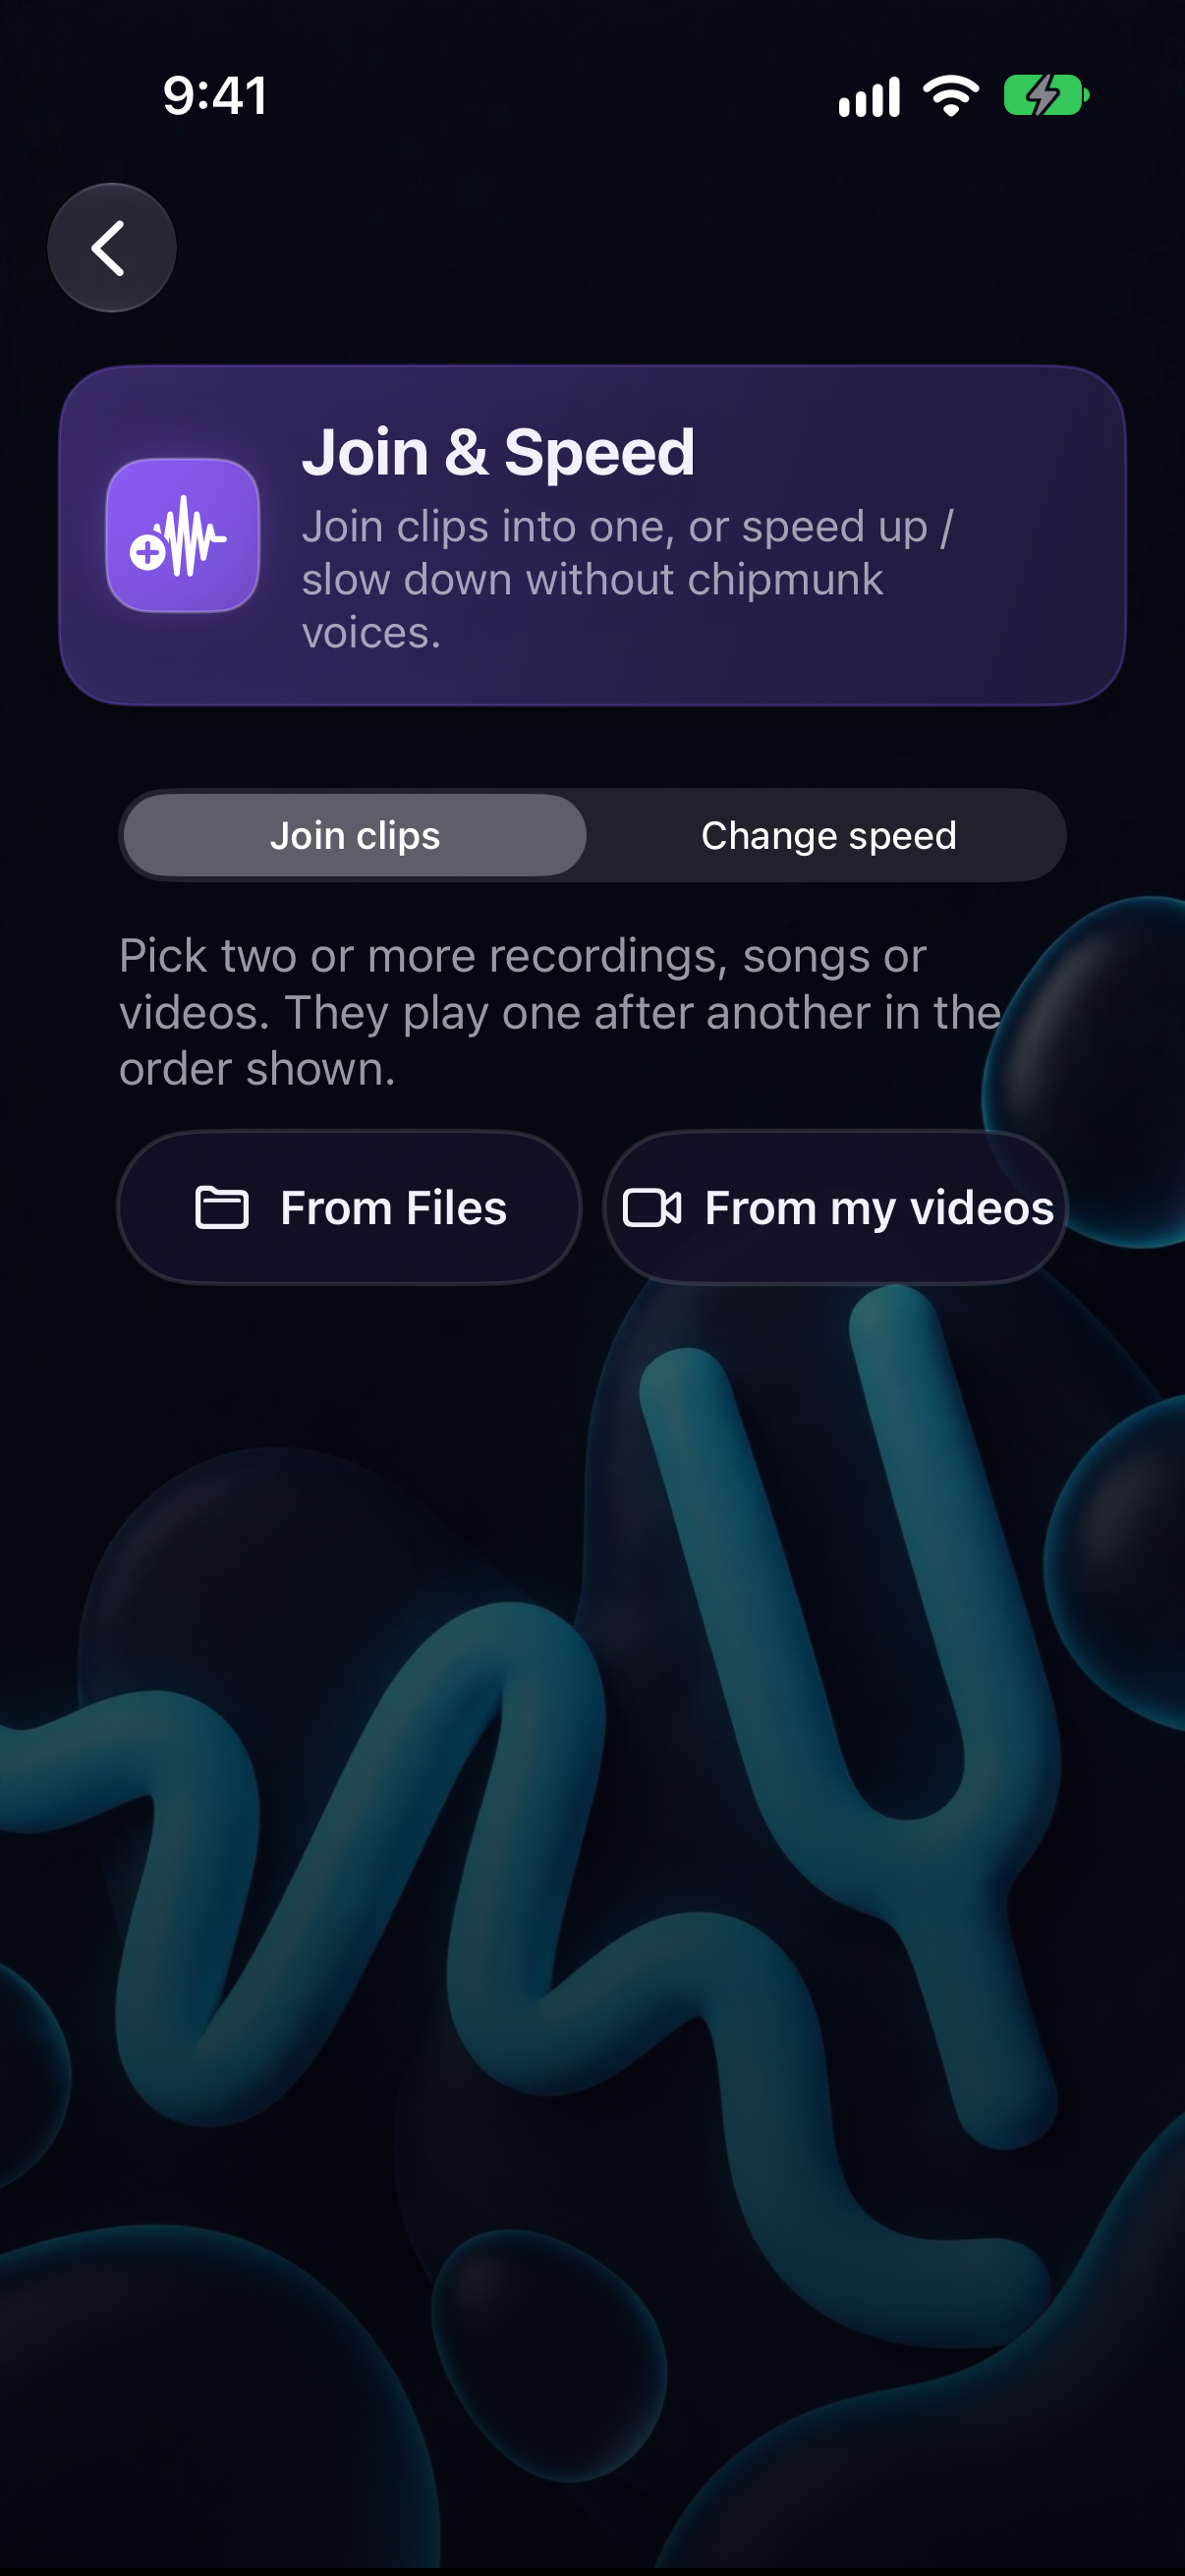 9:41
Join & Speed
Join clips into one, or speed up /
slow down without chipmunk
voices.
Join clips
Change speed
Pick two or more recordings, songs or
videos. They play one after another in the
order shown.
From Files
From my videos